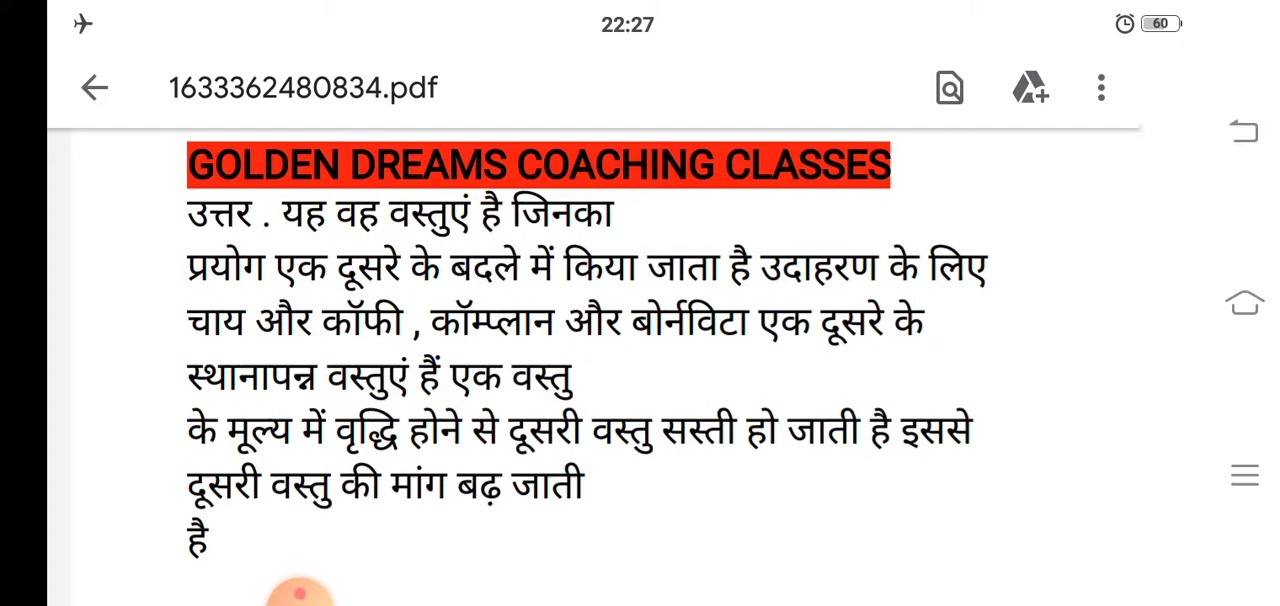 22:27
60
1633362480834.pdf
GOLDEN DREAMS COACHING CLASSES
उत्तर . यह वह वस्तुएं है जिनका
प्रयोग एक दूसरे के बदले में किया जाता है उदाहरण के लिए
चाय और कॉफी , कॉम्प्लान और बोर्नविटा एक दूसरे के
स्थानापन्न वस्तुएं हैं एक वस्तु
के मूल्य में वृद्धि होने से दूसरी वस्तु सस्ती हो जाती है इससे
दूसरी वस्तु की मांग बढ़ जाती
है